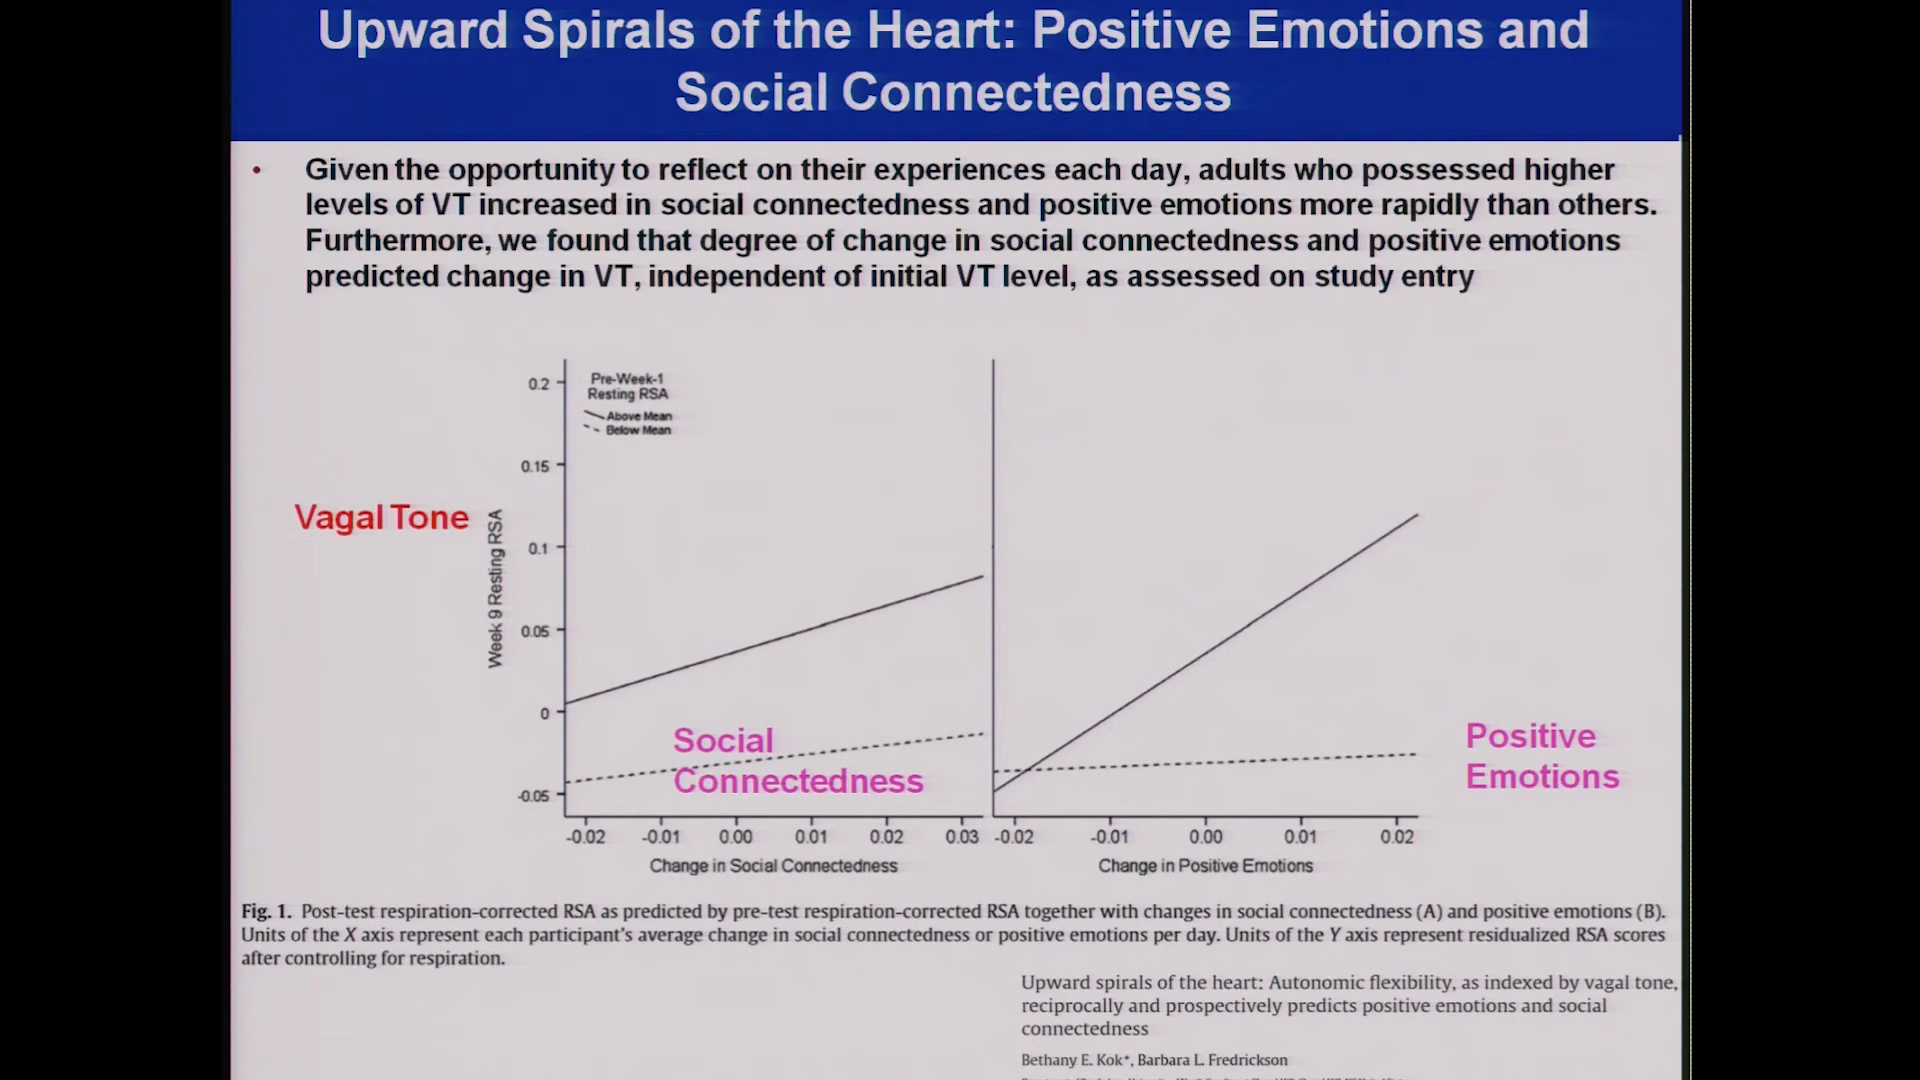 Upward Spirals of the Heart: Positive Emotions and
Social Connectedness
• Given the opportunity to reflect on their experiences each day, adults who possessed higher
levels of VT increased in social connectedness and positive emotions more rapidly than others.
Furthermore, we found that degree of change in social connectedness and positive emotions
predicted change in VT, independent of initial VT level, as assessed on study entry
Vagal Tone
Week 9 Resting RSA
0.2
0.15
0.1
0.05
0
-0.05
Pre-Week-1
Resting RSA
Above Mean
Below Mean
Social
Connectedness
-0.02 -0.01 0.00 0.01 0.02 0.03
Change in Social Connectedness
-0.02 -0.01 0.00 0.01 0.02
Change in Positive Emotions
Positive
Emotions
Fig. 1. Post-test respiration-corrected RSA as predicted by pre-test respiration-corrected RSA together with changes in social connectedness (A) and positive emotions (B).
Units of the X axis represent each participant's average change in social connectedness or positive emotions per day. Units of the Y axis represent residualized RSA scores
after controlling for respiration.
Upward spirals of the heart: Autonomic flexibility, as indexed by vagal tone,
reciprocally and prospectively predicts positive emotions and social
connectedness
Bethany E. Kok*, Barbara L. Fredrickson